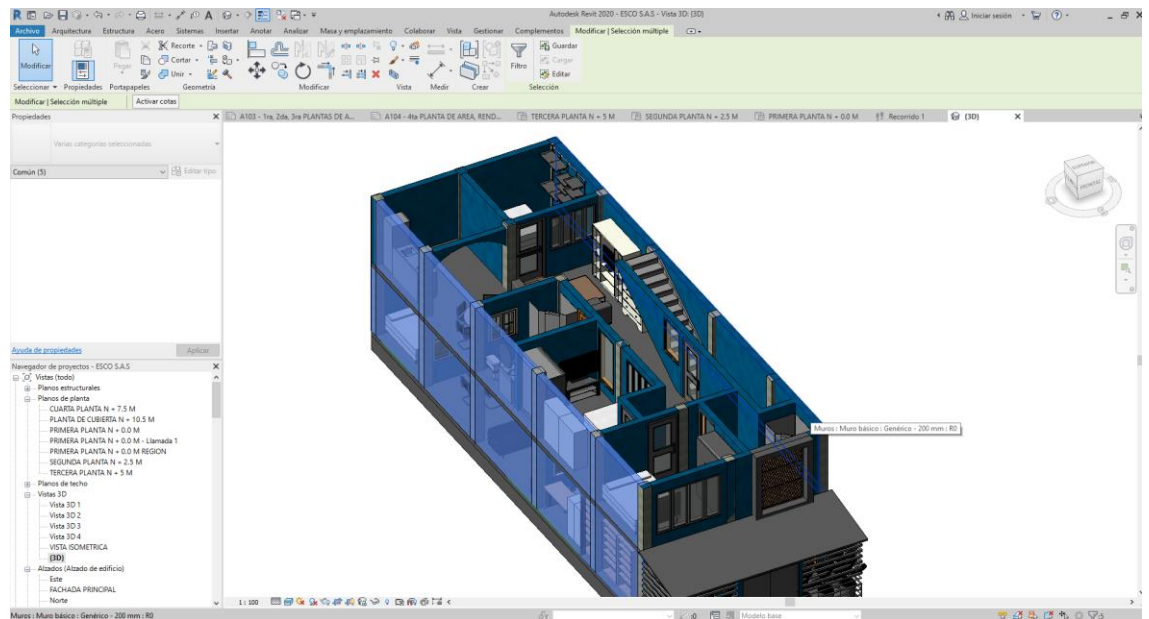 Autodesk Revit 2020 - ESCO S.A.S - Vista 3D: {3D}
Iniciar sesión
Archivo Arquitectura Estructura Acero Sistemas Insertar Anotar Analizar Masa y emplazamiento Colaborar Vista Gestionar Complementos Modificar | Selección múltiple
Modificar Pegar Recorte Cortar Unir Filtro Guardar Cargar Editar
Seleccionar Propiedades Portapapeles Geometría Modificar Vista Medir Crear Selección
Modificar | Selección múltiple Activar cotas
Propiedades X
A103 - 1ra, 2da, 3ra PLANTAS DE A... A104 - 4ta PLANTA DE AREA, REND... TERCERA PLANTA N + 5 M SEGUNDA PLANTA N + 2.5 M PRIMERA PLANTA N + 0.0 M Recorrido 1 {3D} X
Varias categorías seleccionadas
Común (5) Editar tipo
FRONTAL
Ayuda de propiedades Aplicar
Navegador de proyectos - ESCO S.A.S X
Vistas (todo)
Planos estructurales
Planos de planta
CUARTA PLANTA N + 7.5 M
PLANTA DE CUBIERTA N + 10.5 M
PRIMERA PLANTA N + 0.0 M
PRIMERA PLANTA N + 0.0 M - Llamada 1
PRIMERA PLANTA N + 0.0 M REGION
SEGUNDA PLANTA N + 2.5 M
TERCERA PLANTA N + 5 M
Planos de techo
Vistas 3D
Vista 3D 1
Vista 3D 2
Vista 3D 3
Vista 3D 4
VISTA ISOMETRICA
{3D}
Alzados (Alzado de edificio)
Este
FACHADA PRINCIPAL
Norte
Muros : Muro básico : Genérico - 200 mm : R0
1 : 100
Muros : Muro básico : Genérico - 200 mm : R0
:0 Modelo base